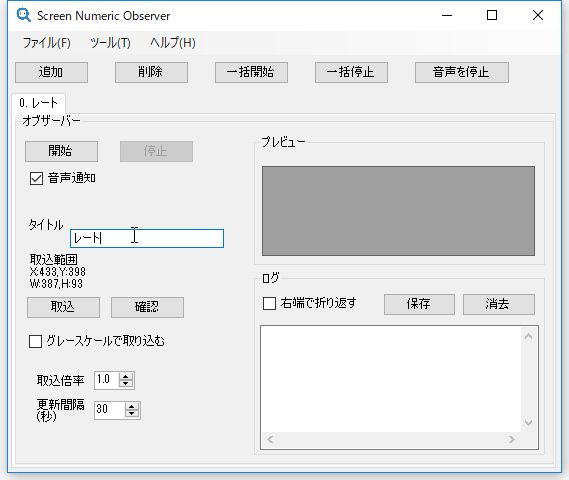 Screen Numeric Observer
ファイル(F) ツール(T) ヘルプ(H)
追加 削除 一括開始 一括停止 音声を停止
0. レート
オブザーバー
開始 停止
音声通知
タイトル
レート
取込範囲
X:433,Y:398
W:387,H:93
取込 確認
グレースケールで取り込む
取込倍率 1.0
更新間隔 30
(秒)
プレビュー
ログ
右端で折り返す 保存 消去